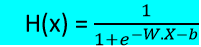 H(x) = 1/1+e^-W.X-b